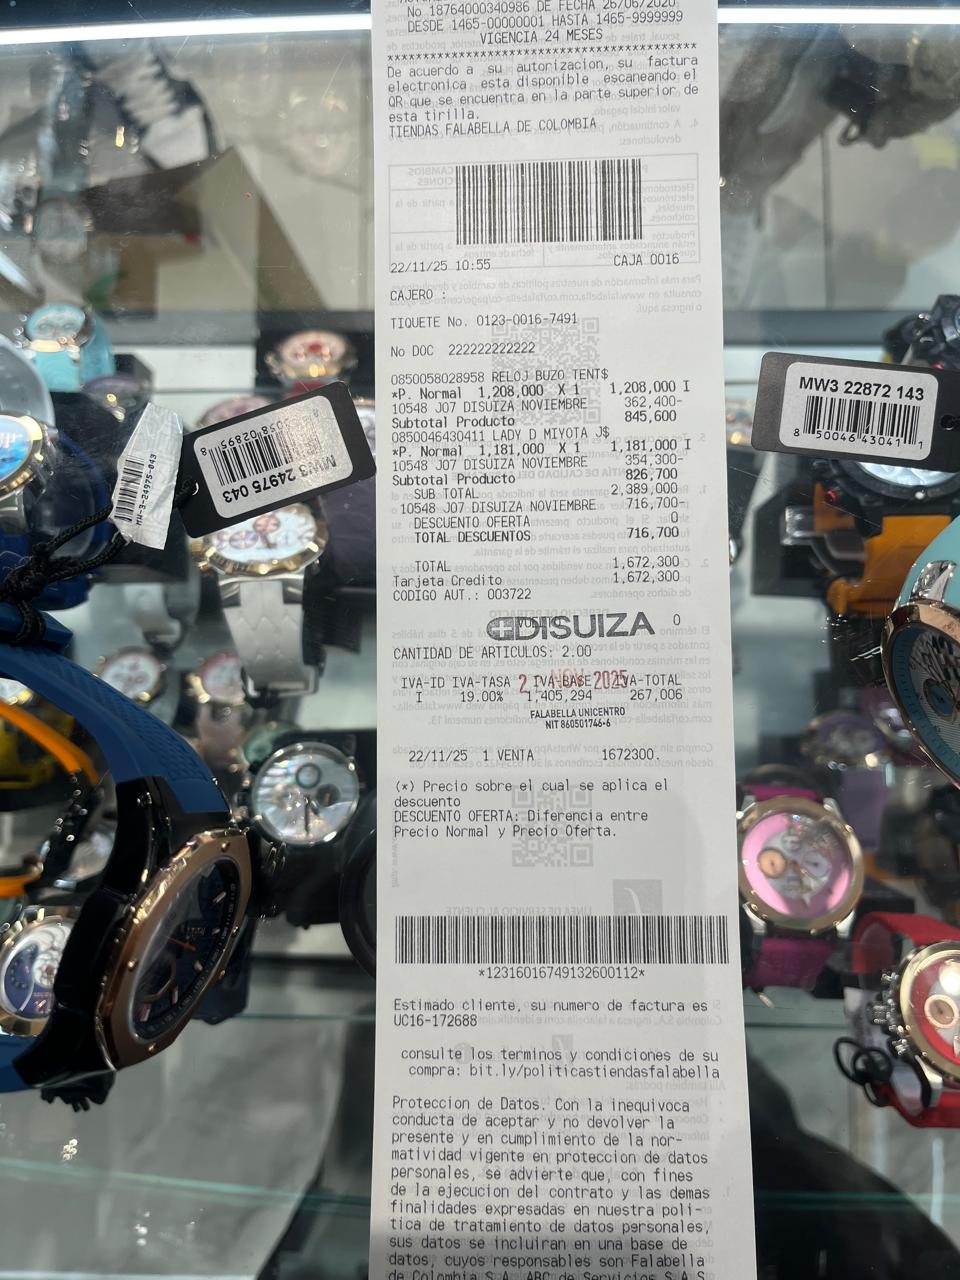 No 18764000340986 DE FECHA 26/06/2020
DESDE 1465-00000001 HASTA 1465-9999999
VIGENCIA 24 MESES
De acuerdo a su autorizacion, su factura
electronica esta disponible escaneando el
QR que se encuentra en la parte superior de
esta tirilla.
TIENDAS FALABELLA DE COLOMBIA
22/11/25 10:55 CAJA 0016
CAJERO :
TIQUETE No. 0123-0016-7491
No DOC 222222222222
0850058028958 RELOJ BUZO TENT$
*P. Normal 1,208,000 X 1 1,208,000 I
10548 J07 DISUIZA NOVIEMBRE 362,400-
Subtotal Producto 845,600
0850046430411 LADY D MIYOTA J$
*P. Normal 1,181,000 X 1 1,181,000 I
10548 J07 DISUIZA NOVIEMBRE 354,300-
Subtotal Producto 826,700
SUB TOTAL 2,389,000
10548 J07 DISUIZA NOVIEMBRE 716,700-
DESCUENTO OFERTA 0
TOTAL DESCUENTOS 716,700
TOTAL 1,672,300
Tarjeta Credito 1,672,300
CODIGO AUT.: 003722
DISUIZA 0
CANTIDAD DE ARTICULOS: 2.00
IVA-ID IVA-TASA IVA-BASE IVA-TOTAL
NOV 2025
I 19.00% 1,405,294 267,006
FALABELLA UNICENTRO
NIT 860501746-6
22/11/25 1 VENTA 1672300.
(*) Precio sobre el cual se aplica el
descuento
DESCUENTO OFERTA: Diferencia entre
Precio Normal y Precio Oferta.
*12316016749132600112*
Estimado cliente, su numero de factura es
UC16-172688
consulte los terminos y condiciones de su
compra: bit.ly/politicastiendasfalabella
Proteccion de Datos. Con la inequivoca
conducta de aceptar y no devolver la
presente y en cumplimiento de la nor-
matividad vigente en proteccion de datos
personales, se advierte que, con fines
de la ejecucion del contrato y las demas
finalidades expresadas en nuestra poli-
tica de tratamiento de datos personales,
sus datos se incluiran en una base de
datos, cuyos responsables son Falabella
de Colombia S.A. ABC de Servicios S.A.S
MW3 24975 043
MW-3-24975-043
MW3 22872 143
8 50046 43041 1